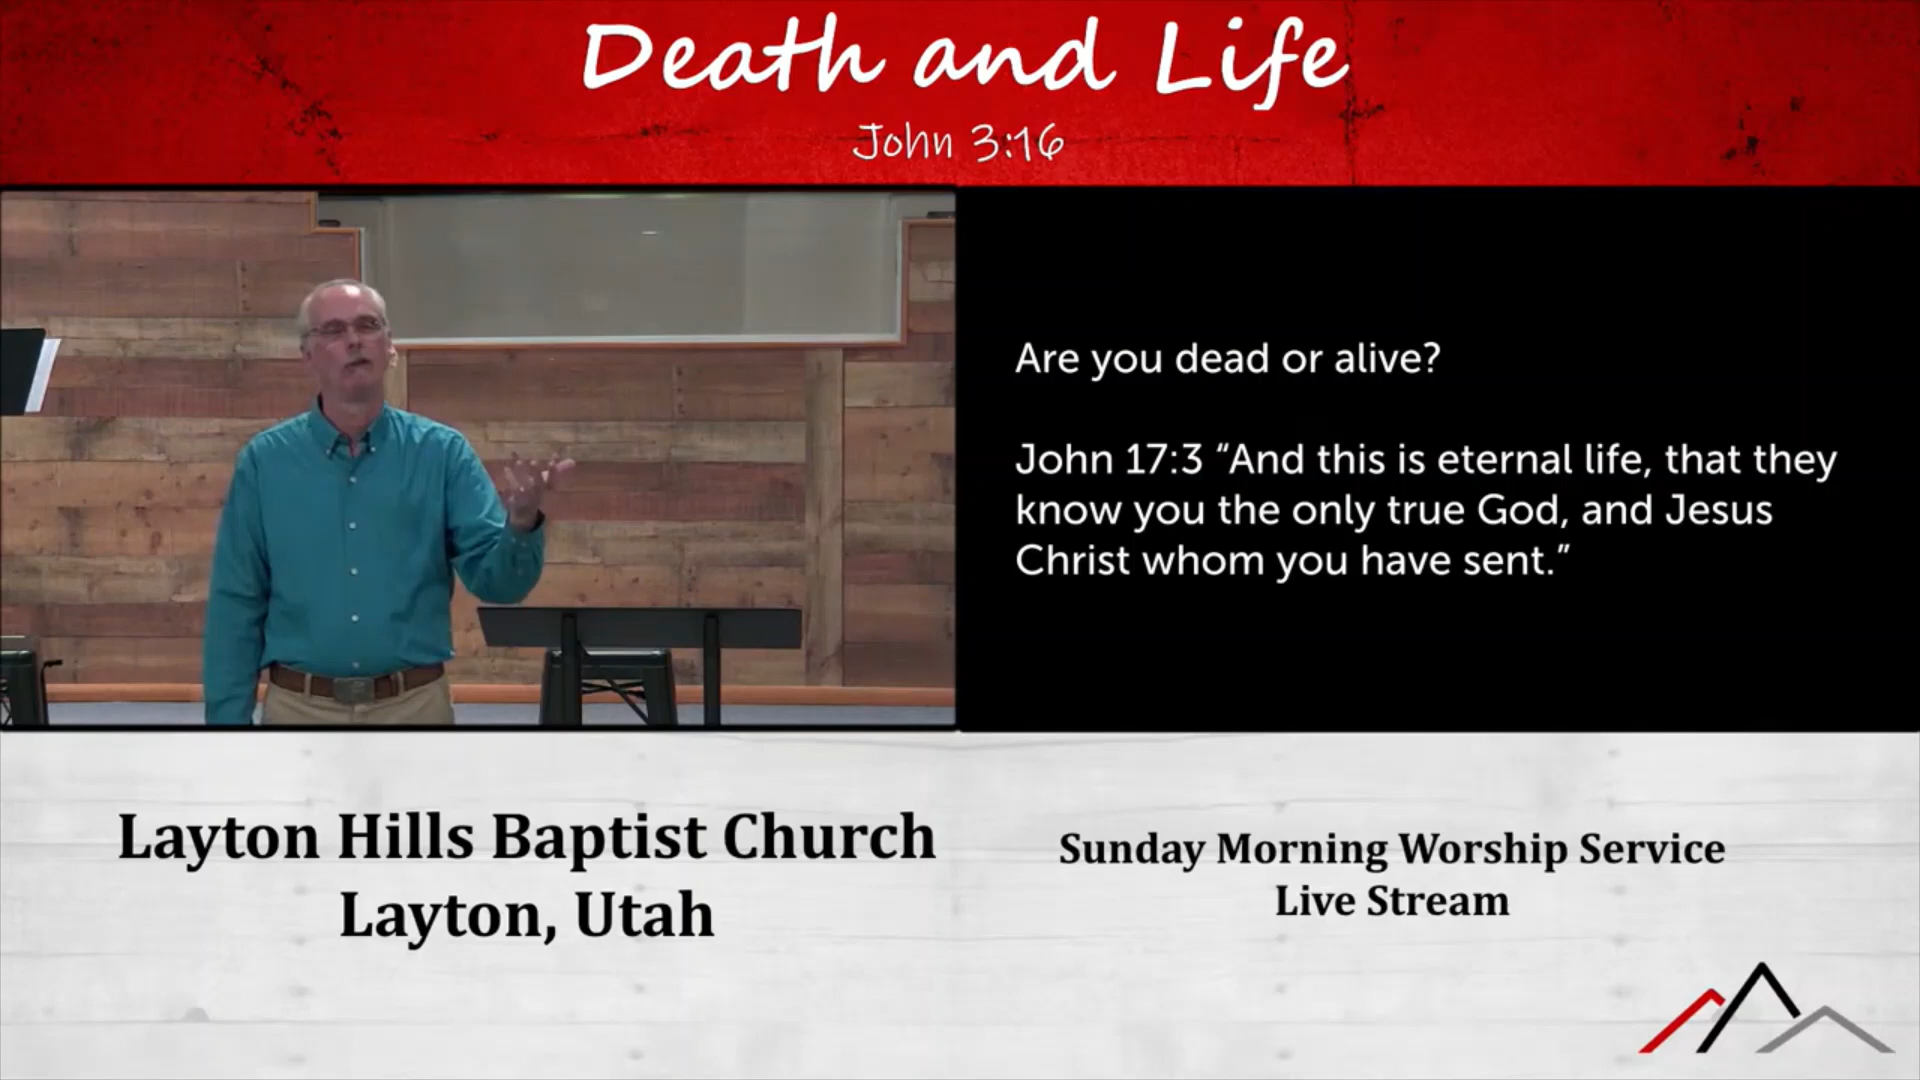 Death and Life
John 3:16
Are you dead or alive?
John 17:3 “And this is eternal life, that they
know you the only true God, and Jesus
Christ whom you have sent.”
Layton Hills Baptist Church
Layton, Utah
Sunday Morning Worship Service
Live Stream